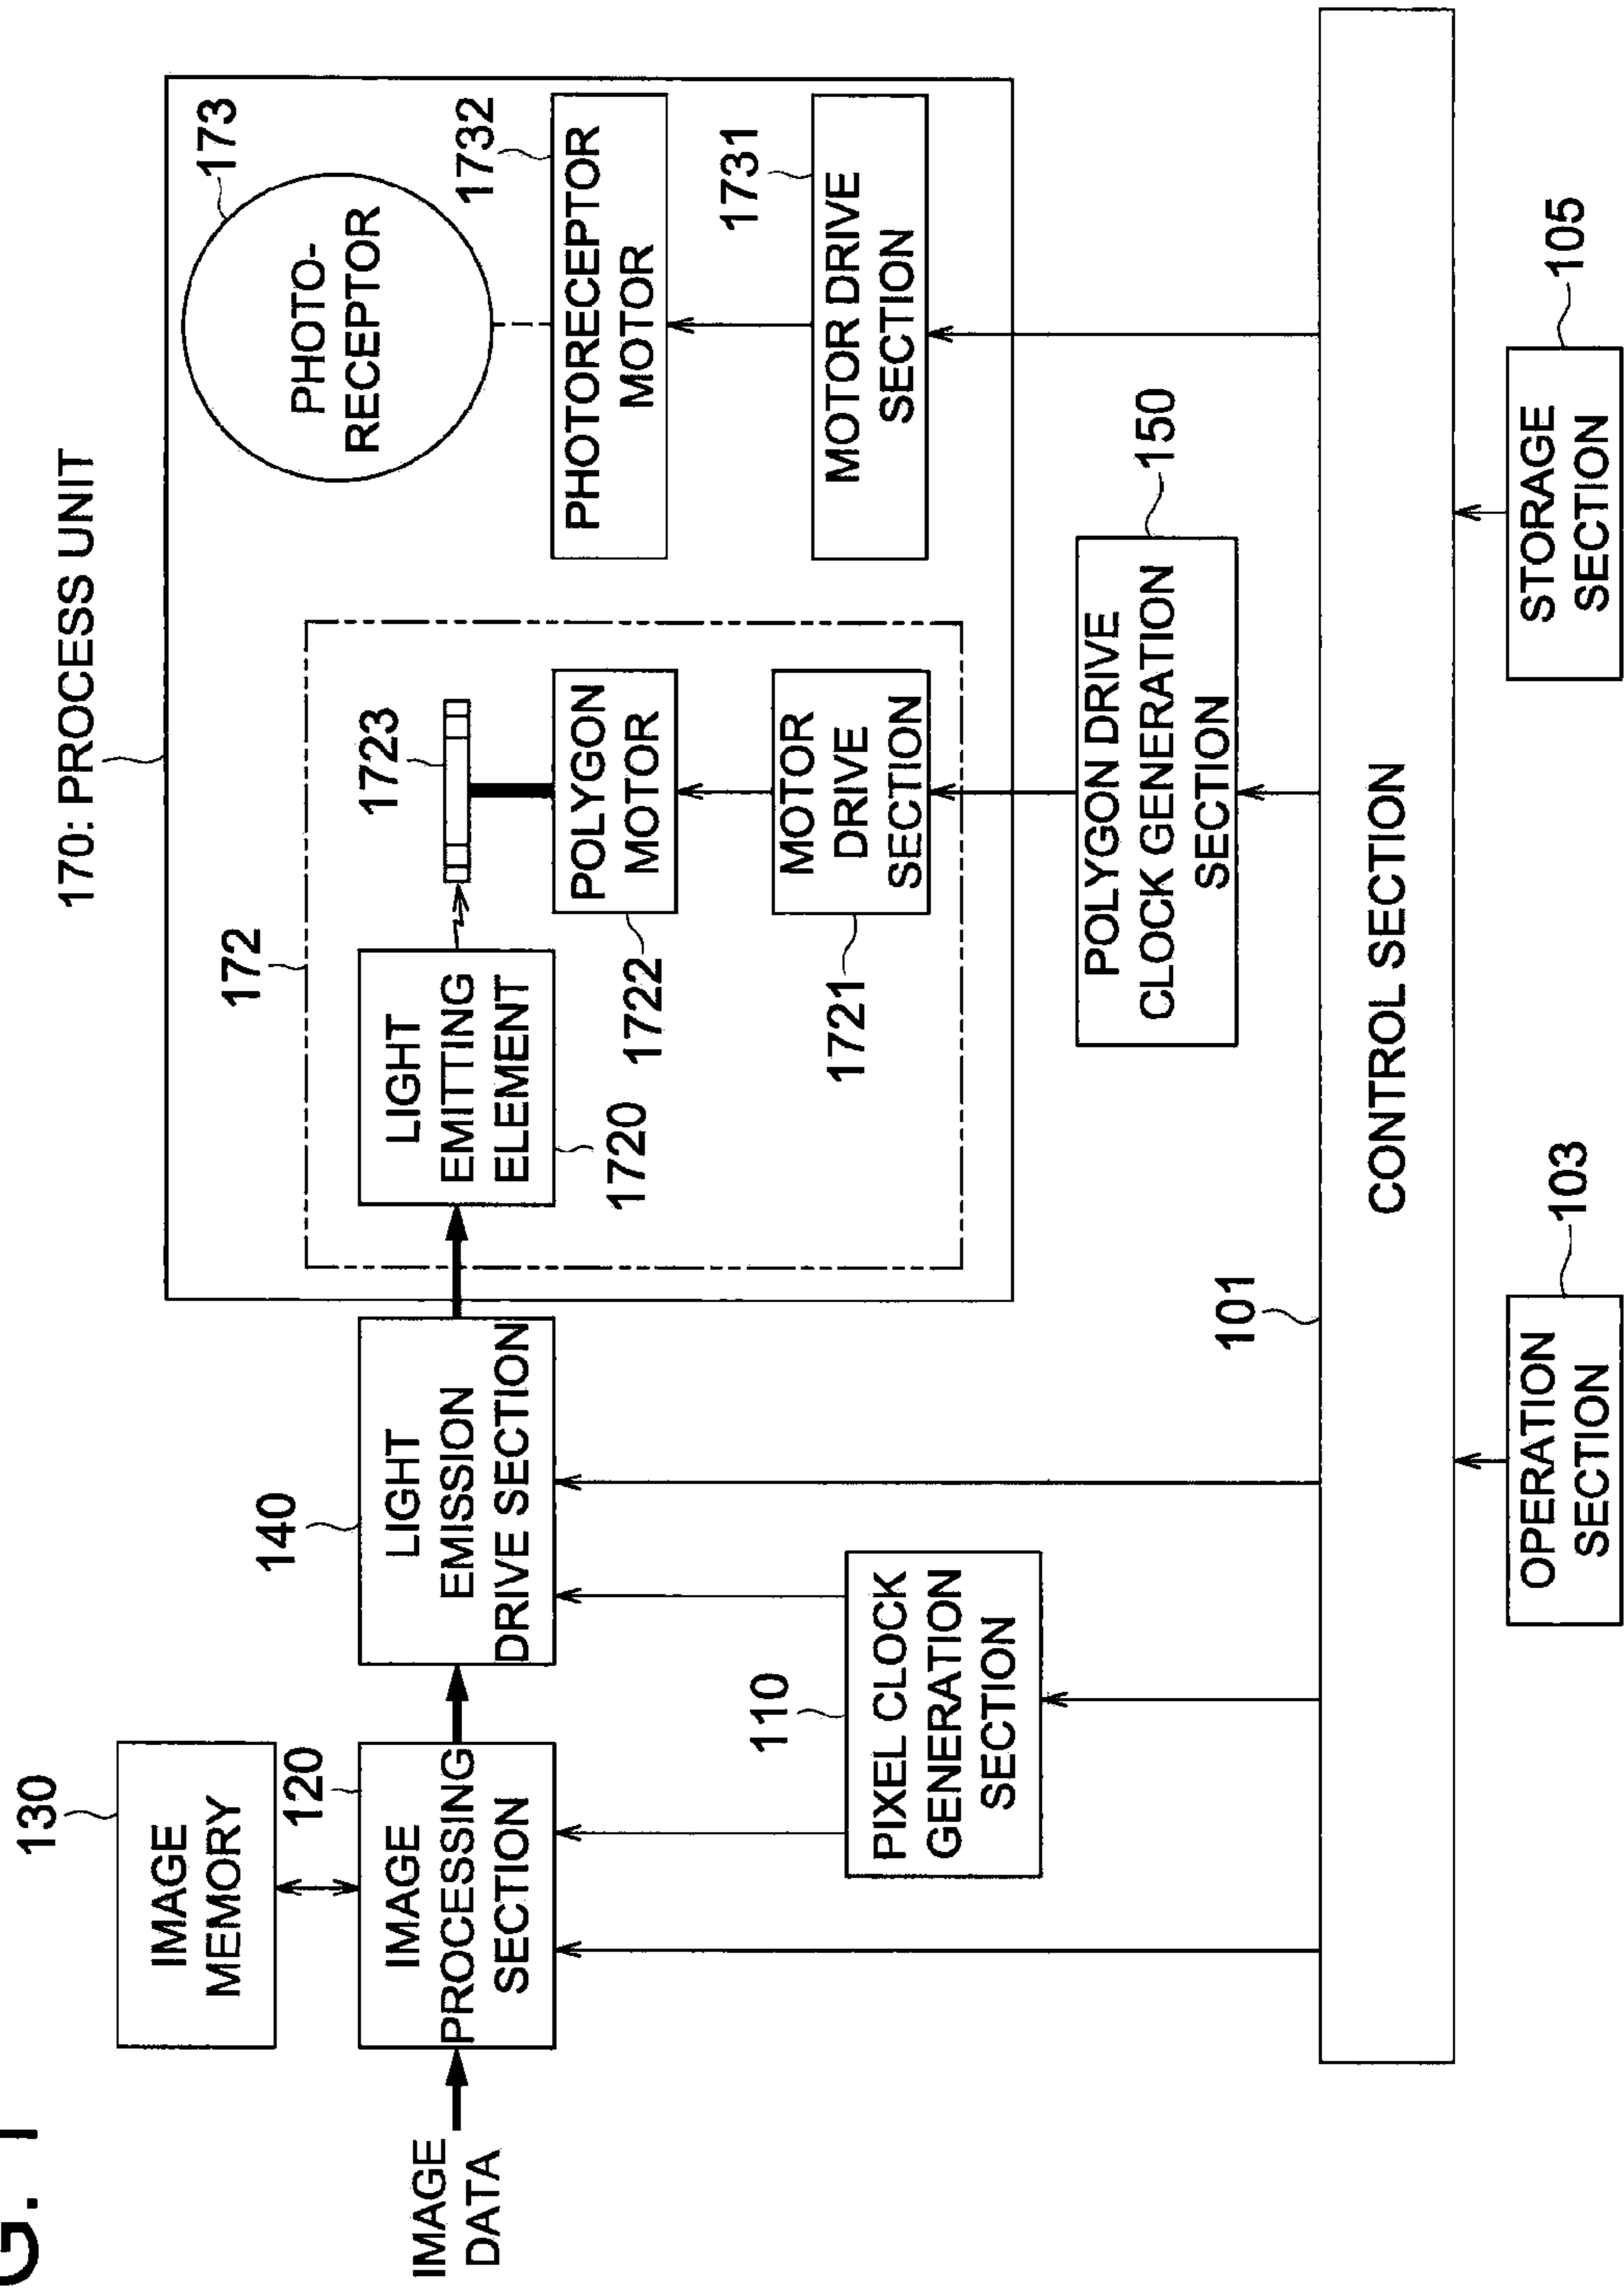 G. 1
170: PROCESS UNIT
130
IMAGE
MEMORY
120
IMAGE
PROCESSING
SECTION
IMAGE
DATA
140
LIGHT
EMISSION
DRIVE SECTION
172
LIGHT
EMITTING
ELEMENT
1720
1723
POLYGON
MOTOR
1722
MOTOR
DRIVE
SECTION
1721
173
PHOTO-
RECEPTOR
1732
PHOTORECEPTOR
MOTOR
1731
MOTOR DRIVE
SECTION
110
PIXEL CLOCK
GENERATION
SECTION
150
POLYGON DRIVE
CLOCK GENERATION
SECTION
101
CONTROL SECTION
OPERATION
SECTION
103
STORAGE
SECTION
105